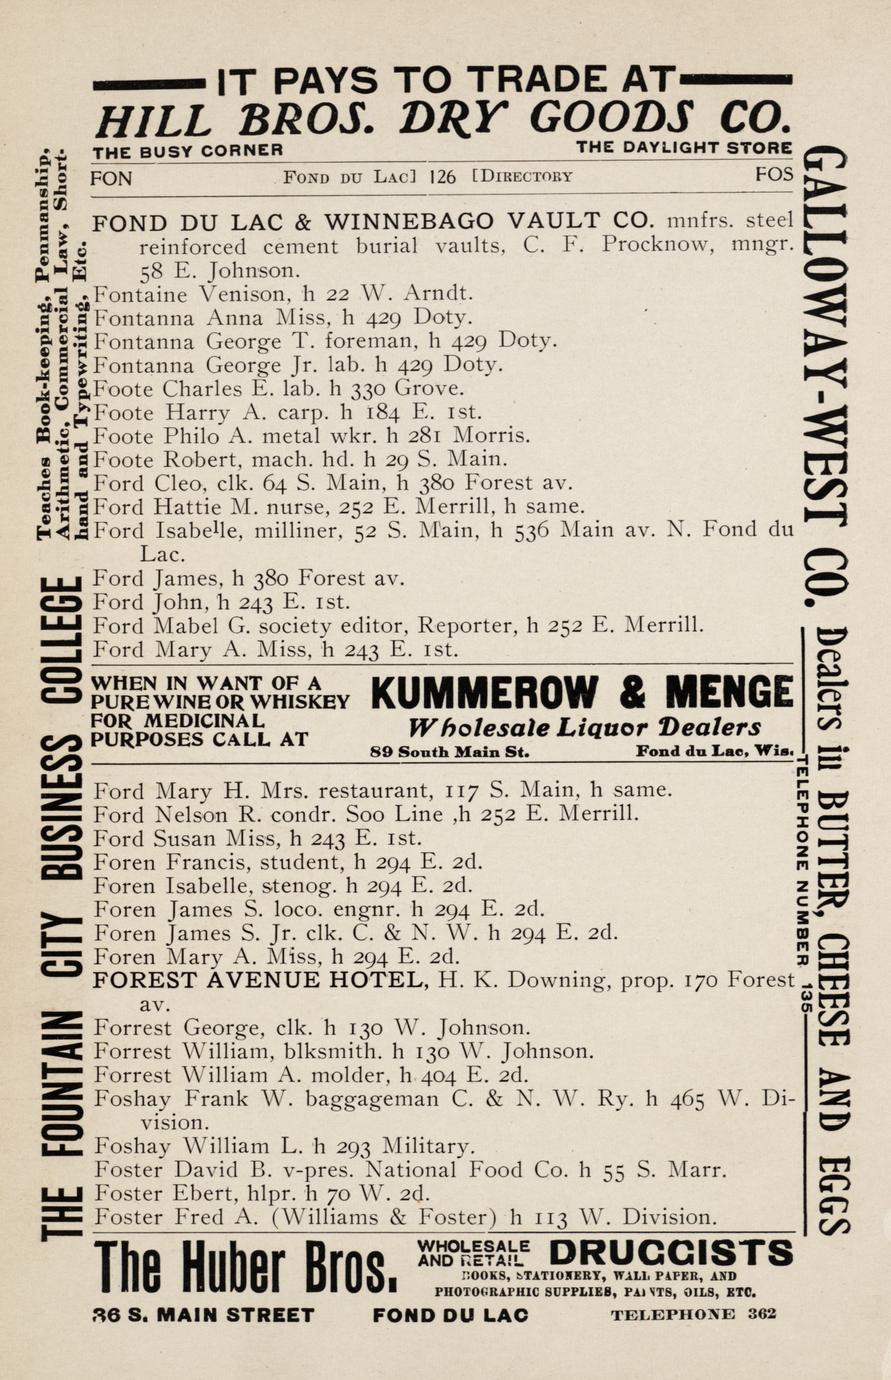 IT PAYS TO TRADE AT
HILL BROS. DRY GOODS CO.
THE BUSY CORNER THE DAYLIGHT STORE
FON FOND DU LAC] 126 [DIRECTORY FOS
FOND DU LAC & WINNEBAGO VAULT CO. mnfrs. steel
reinforced cement burial vaults, C. F. Procknow, mngr.
58 E. Johnson.
Fontaine Venison, h 22 W. Arndt.
Fontanna Anna Miss, h 429 Doty.
Fontanna George T. foreman, h 429 Doty.
Fontanna George Jr. lab. h 429 Doty.
Foote Charles E. lab. h 330 Grove.
Foote Harry A. carp. h 184 E. 1st.
Foote Philo A. metal wkr. h 281 Morris.
Foote Robert, mach. hd. h 29 S. Main.
Ford Cleo, clk. 64 S. Main, h 380 Forest av.
Ford Hattie M. nurse, 252 E. Merrill, h same.
Ford Isabelle, milliner, 52 S. Main, h 536 Main av. N. Fond du
Lac.
Ford James, h 380 Forest av.
Ford John, h 243 E. 1st.
Ford Mabel G. society editor, Reporter, h 252 E. Merrill.
Ford Mary A. Miss, h 243 E. 1st.
WHEN IN WANT OF A
PURE WINE OR WHISKEY
FOR MEDICINAL
PURPOSES CALL AT
KUMMEROW & MENGE
Wholesale Liquor Dealers
89 South Main St. Fond du Lac, Wis.
Ford Mary H. Mrs. restaurant, 117 S. Main, h same.
Ford Nelson R. condr. Soo Line ,h 252 E. Merrill.
Ford Susan Miss, h 243 E. 1st.
Foren Francis, student, h 294 E. 2d.
Foren Isabelle, stenog. h 294 E. 2d.
Foren James S. loco. engnr. h 294 E. 2d.
Foren James S. Jr. clk. C. & N. W. h 294 E. 2d.
Foren Mary A. Miss, h 294 E. 2d.
FOREST AVENUE HOTEL, H. K. Downing, prop. 170 Forest
av.
Forrest George, clk. h 130 W. Johnson.
Forrest William, blksmith. h 130 W. Johnson.
Forrest William A. molder, h 404 E. 2d.
Foshay Frank W. baggageman C. & N. W. Ry. h 465 W. Di-
vision.
Foshay William L. h 293 Military.
Foster David B. v-pres. National Food Co. h 55 S. Marr.
Foster Ebert, hlpr. h 70 W. 2d.
Foster Fred A. (Williams & Foster) h 113 W. Division.
The Huber Bros.
WHOLESALE
AND RETAIL
DRUGGISTS
BOOKS, STATIONERY, WALL PAPER, AND
PHOTOGRAPHIC SUPPLIES, PAINTS, OILS, ETC.
36 S. MAIN STREET FOND DU LAC TELEPHONE 362
THE FOUNTAIN CITY BUSINESS COLLEGE
Teaches Book-keeping, Penmanship,
Arithmetic, Commercial Law, Short-
hand and Typewriting, Etc.
GALLOWAY-WEST CO. Dealers in BUTTER, CHEESE AND EGGS
TELEPHONE NUMBER 135